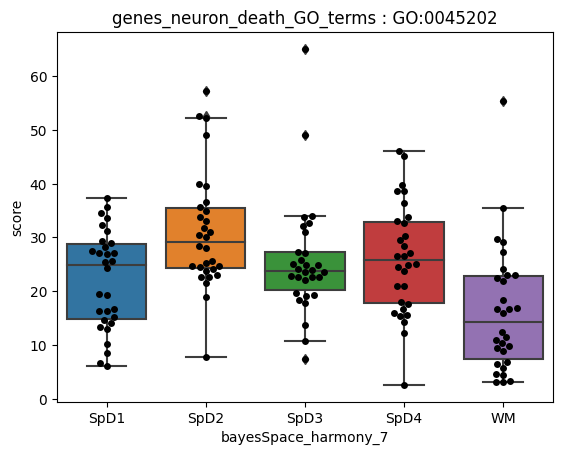 genes_neuron_death_GO_terms : GO:0045202
60
50
40
30
20
10
0
score
SpD1 SpD2 SpD3 SpD4 WM
bayesSpace_harmony_7